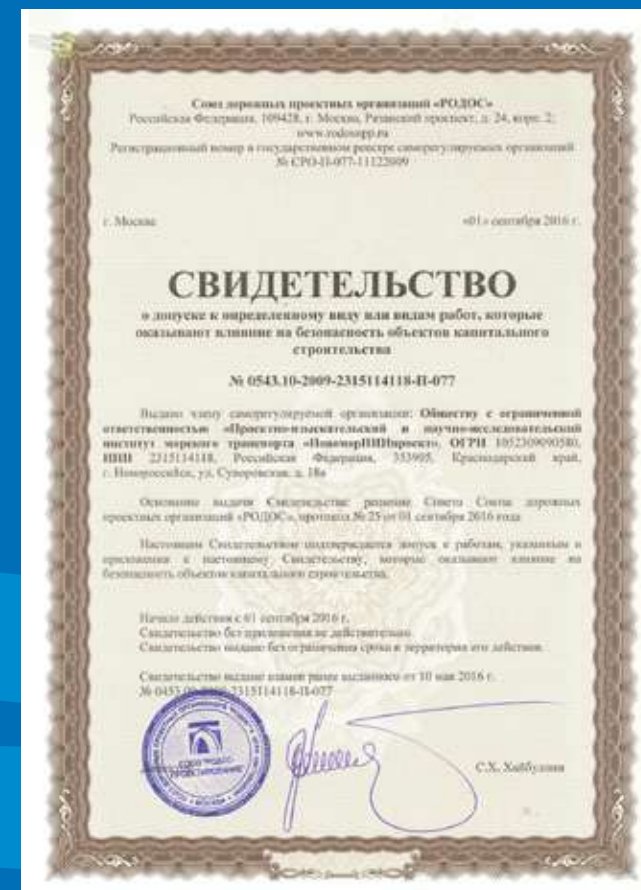 Союз дорожных проектных организаций «РОДОС»
Российская Федерация, 109428, г. Москва, Рязанский проспект, д. 24, корп. 2;
www.rodosnpp.ru
Регистрационный номер в государственном реестре саморегулируемых организаций
№ СРО-П-077-11122009
г. Москва «01» сентября 2016 г.
СВИДЕТЕЛЬСТВО
о допуске к определенному виду или видам работ, которые
оказывают влияние на безопасность объектов капитального
строительства
№ 0543.10-2009-2315114118-П-077
Выдано члену саморегулируемой организации: Обществу с ограниченной
ответственностью «Проектно-изыскательский и научно-исследовательский
институт морского транспорта «НовоморНИИпроект», ОГРН 1052309090580,
ИНН 2315114118, Российская Федерация, 353905, Краснодарский край,
г. Новороссийск, ул. Суворовская, д. 18а
Основание выдачи Свидетельства: решение Совета Союза дорожных
проектных организаций «РОДОС», протокол № 25 от 01 сентября 2016 года
Настоящим Свидетельством подтверждается допуск к работам, указанным в
приложении к настоящему Свидетельству, которые оказывают влияние на
безопасность объектов капитального строительства.
Начало действия с 01 сентября 2016 г.
Свидетельство без приложения не действительно.
Свидетельство выдано без ограничения срока и территории его действия.
Свидетельство выдано взамен ранее выданного от 10 мая 2016 г.
№ 0453.09-2009-2315114118-П-077
С.Х. Хайбулина